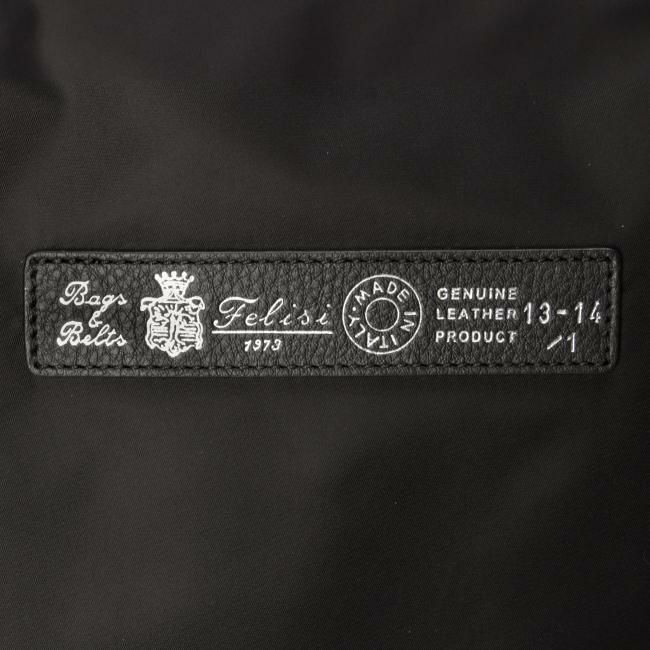 Bags
&
Belts
Felisi
1973
MADE IN ITALY
GENUINE
LEATHER
PRODUCT
13-14
/1